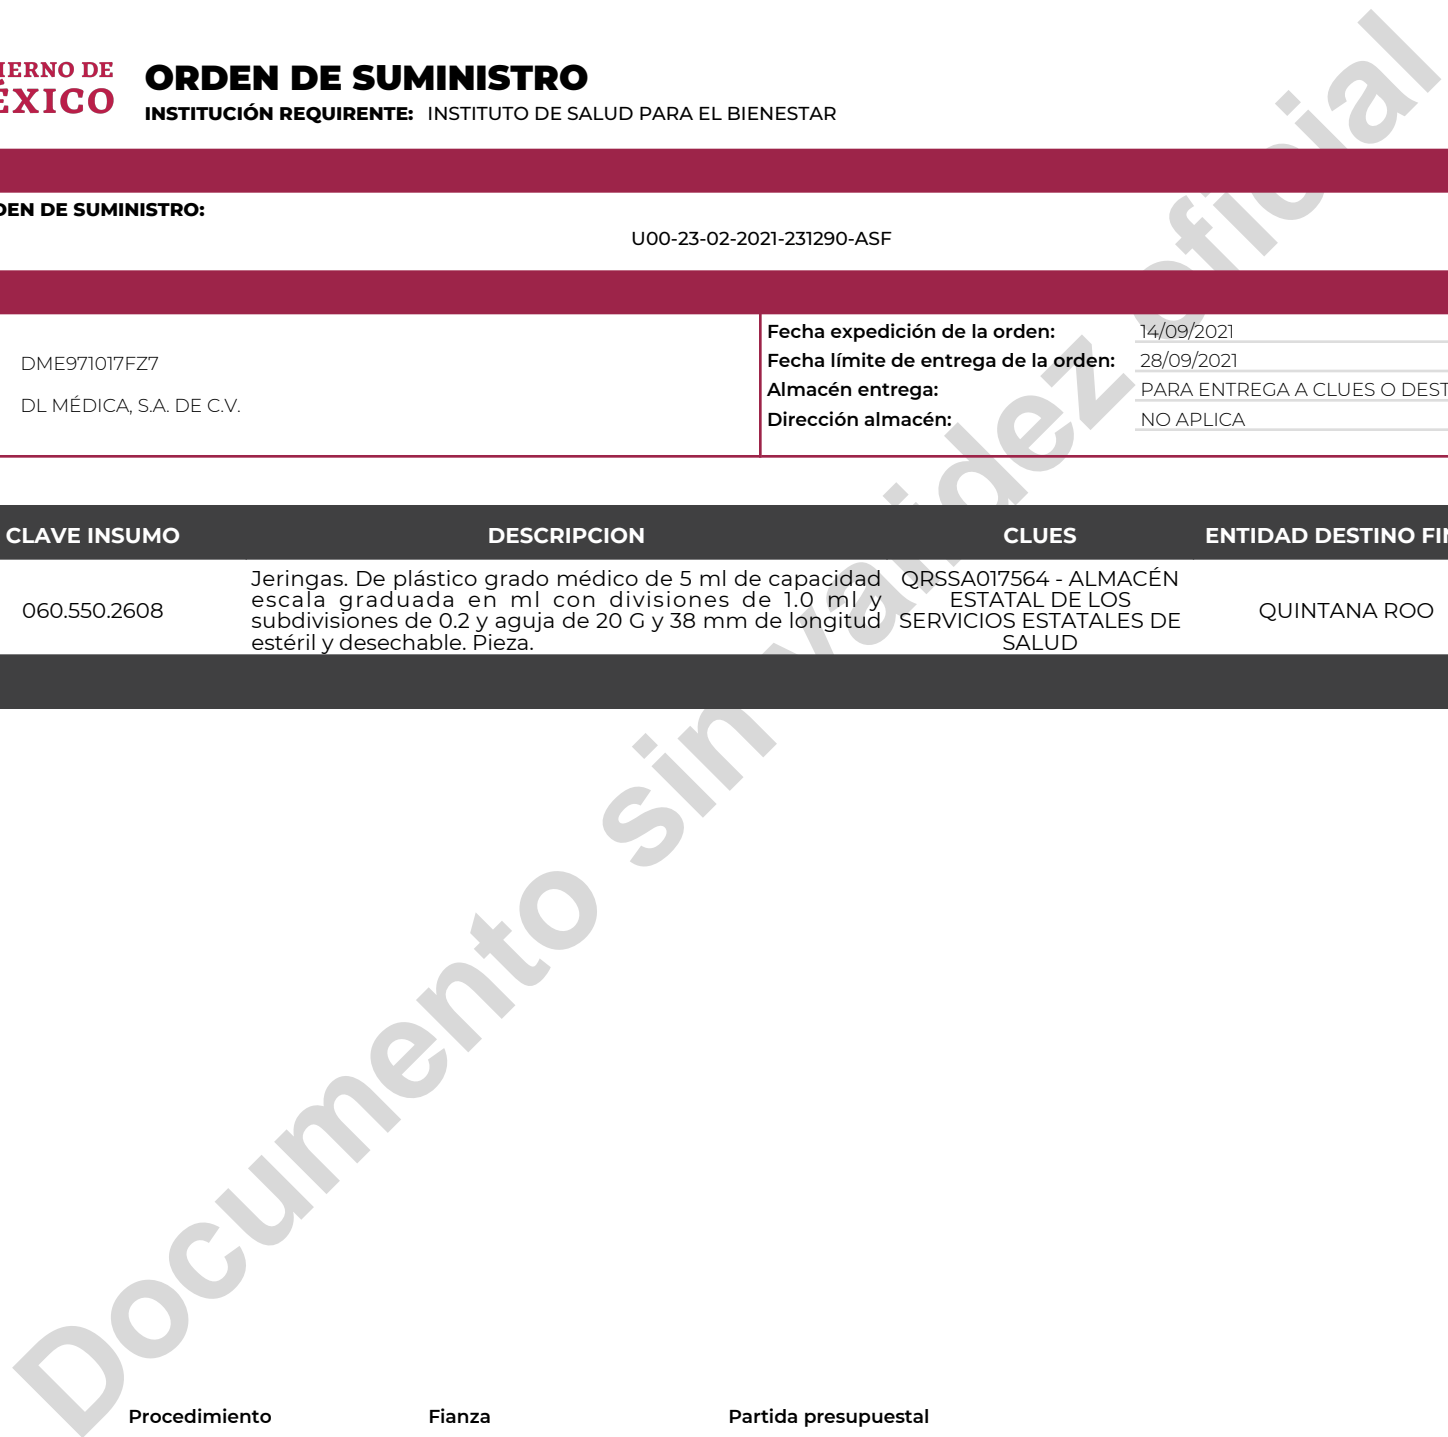 IERNO DE
ÉXICO
ORDEN DE SUMINISTRO
INSTITUCIÓN REQUIRENTE: INSTITUTO DE SALUD PARA EL BIENESTAR
DEN DE SUMINISTRO:
U00-23-02-2021-231290-ASF
DME971017FZ7
DL MÉDICA, S.A. DE C.V.
Fecha expedición de la orden: 14/09/2021
Fecha límite de entrega de la orden: 28/09/2021
Almacén entrega: PARA ENTREGA A CLUES O DEST
Dirección almacén: NO APLICA
CLAVE INSUMO DESCRIPCION CLUES ENTIDAD DESTINO FIN
060.550.2608
Jeringas. De plástico grado médico de 5 ml de capacidad
escala graduada en ml con divisiones de 1.0 ml y
subdivisiones de 0.2 y aguja de 20 G y 38 mm de longitud
estéril y desechable. Pieza.
QRSSA017564 - ALMACÉN
ESTATAL DE LOS
SERVICIOS ESTATALES DE
SALUD
QUINTANA ROO
Documento sin validez oficial
Procedimiento Fianza Partida presupuestal